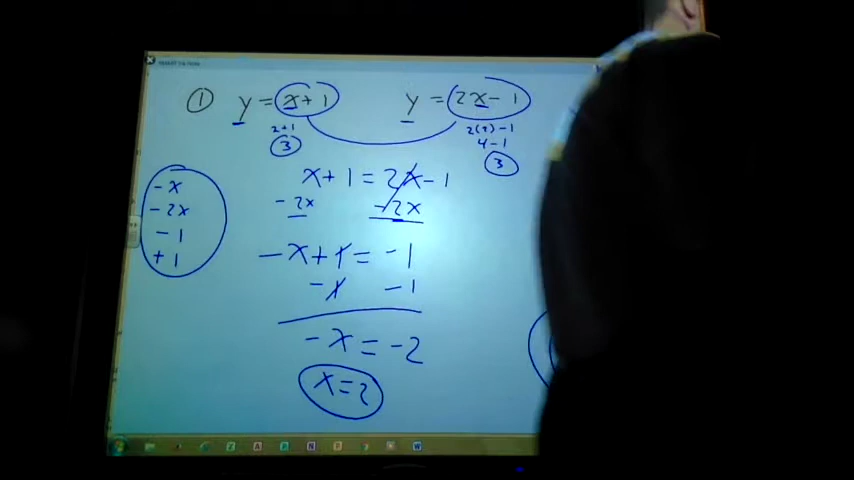 ① y = x + 1 y = 2x - 1
2+1 2(2) - 1
3 4 - 1
3
x + 1 = 2x - 1
- 2x - 2x
- x
- 2x
- 1
+ 1
- x + 1 = - 1
- 1 - 1
- x = - 2
x = 2